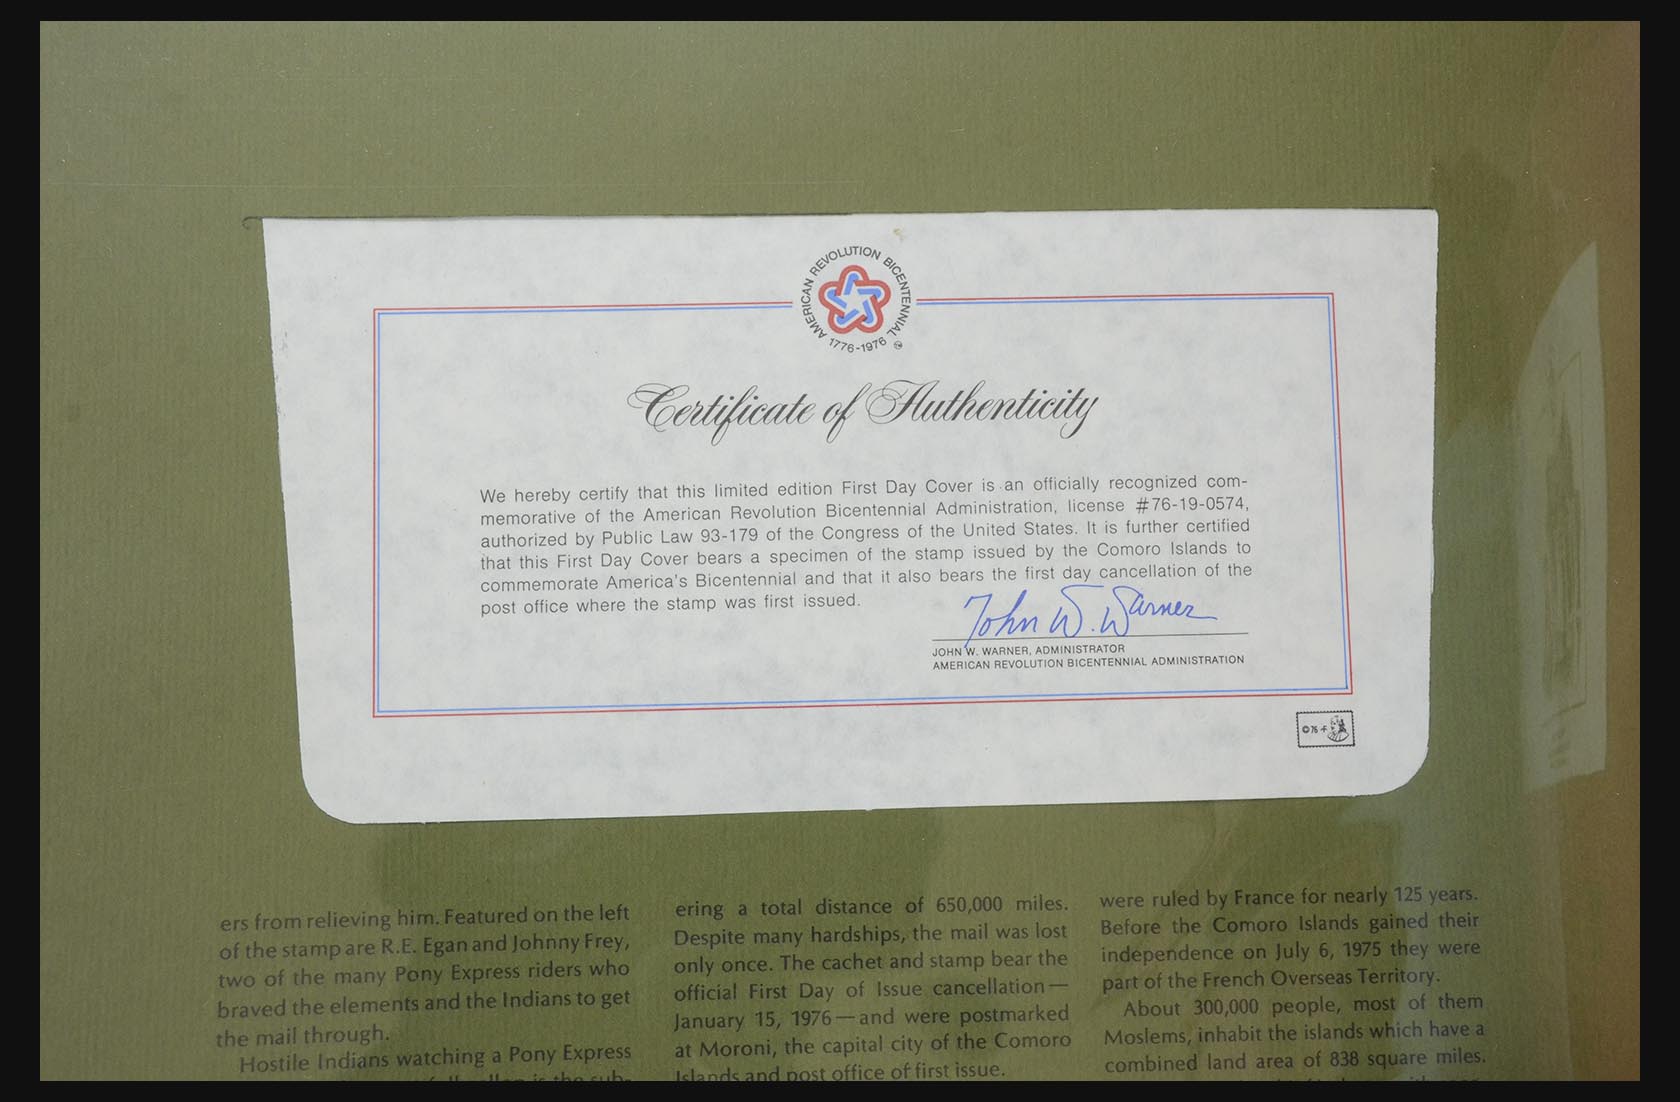 AMERICAN REVOLUTION BICENTENNIAL
1776-1976
Certificate of Authenticity
We hereby certify that this limited edition First Day Cover is an officially recognized com-
memorative of the American Revolution Bicentennial Administration, license #76-19-0574,
authorized by Public Law 93-179 of the Congress of the United States. It is further certified
that this First Day Cover bears a specimen of the stamp issued by the Comoro Islands to
commemorate America's Bicentennial and that it also bears the first day cancellation of the
post office where the stamp was first issued.
John W. Warner
JOHN W. WARNER, ADMINISTRATOR
AMERICAN REVOLUTION BICENTENNIAL ADMINISTRATION
©76 F
ers from relieving him. Featured on the left
of the stamp are R.E. Egan and Johnny Frey,
two of the many Pony Express riders who
braved the elements and the Indians to get
the mail through.
Hostile Indians watching a Pony Express
is the sub-
ering a total distance of 650,000 miles.
Despite many hardships, the mail was lost
only once. The cachet and stamp bear the
official First Day of Issue cancellation—
January 15, 1976—and were postmarked
at Moroni, the capital city of the Comoro
Islands and post office of first issue.
were ruled by France for nearly 125 years.
Before the Comoro Islands gained their
independence on July 6, 1975 they were
part of the French Overseas Territory.
About 300,000 people, most of them
Moslems, inhabit the islands which have a
combined land area of 838 square miles.